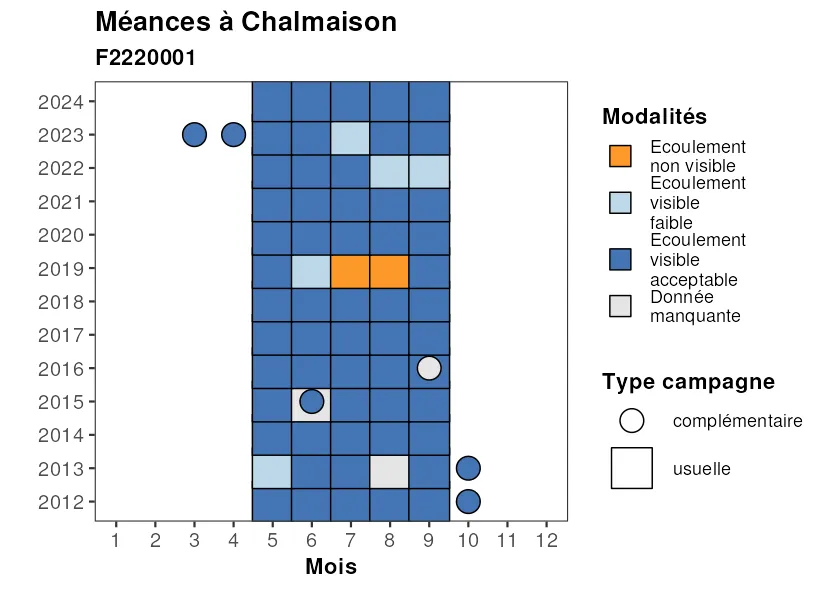 Méances à Chalmaison
F2220001
2024
2023
2022
2021
2020
2019
2018
2017
2016
2015
2014
2013
2012
1 2 3 4 5 6 7 8 9 10 11 12
Mois
Modalités
Ecoulement
non visible
Ecoulement
visible
faible
Ecoulement
visible
acceptable
Donnée
manquante
Type campagne
complémentaire
usuelle